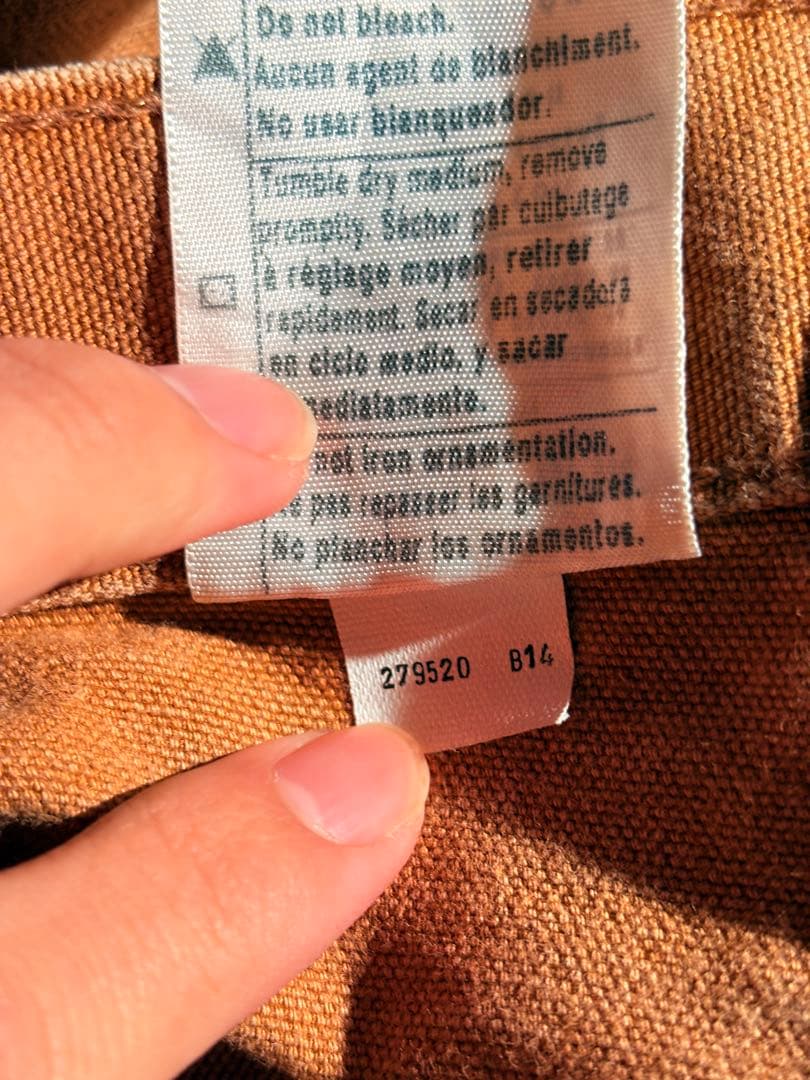 Do not bleach.
Aucun agent de blanchiment.
No usar blanqueador.
Tumble dry medium, remove
promptly. Sécher par culbutage
à réglage moyen, retirer
rapidement. Secar en secadora
en ciclo medio, y sacar
mediatamente.
not iron ornamentation.
pas repasser les garnitures.
No planchar los ornamentos.
279520 B14